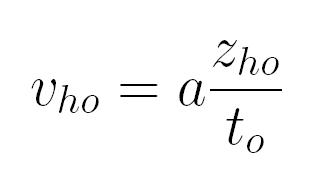 v_{ho} = a \frac{z_{ho}}{t_o}